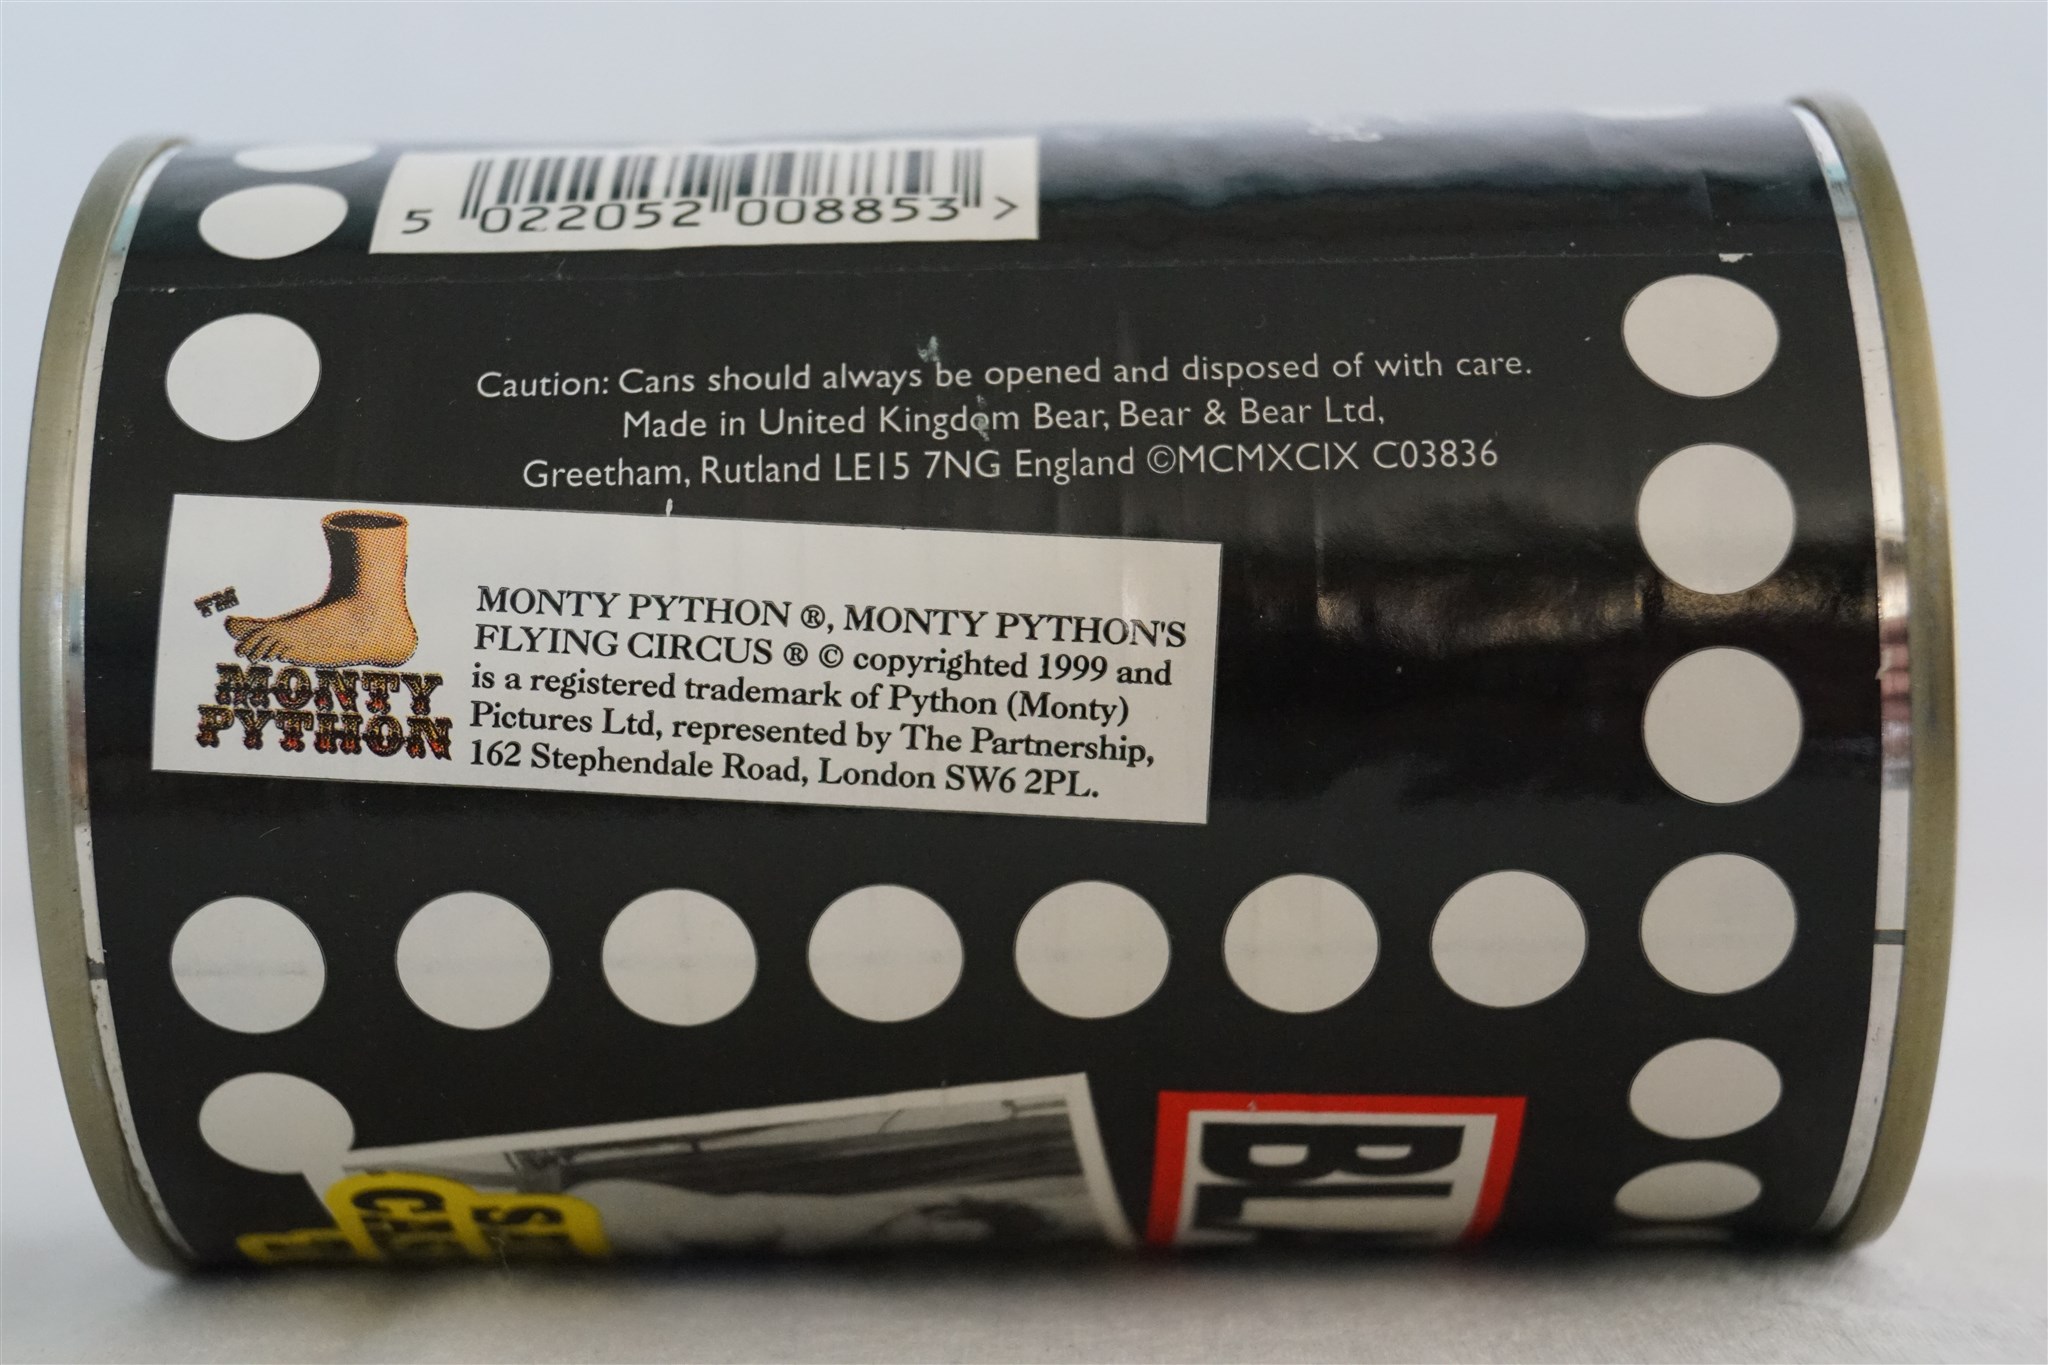 5 022052 008853 >
Caution: Cans should always be opened and disposed of with care.
Made in United Kingdom Bear, Bear & Bear Ltd,
Greetham, Rutland LE15 7NG England ©MCMXCIX C03836
TM
MONTY
PYTHON
MONTY PYTHON ®, MONTY PYTHON'S
FLYING CIRCUS ® © copyrighted 1999 and
is a registered trademark of Python (Monty)
Pictures Ltd, represented by The Partnership,
162 Stephendale Road, London SW6 2PL.